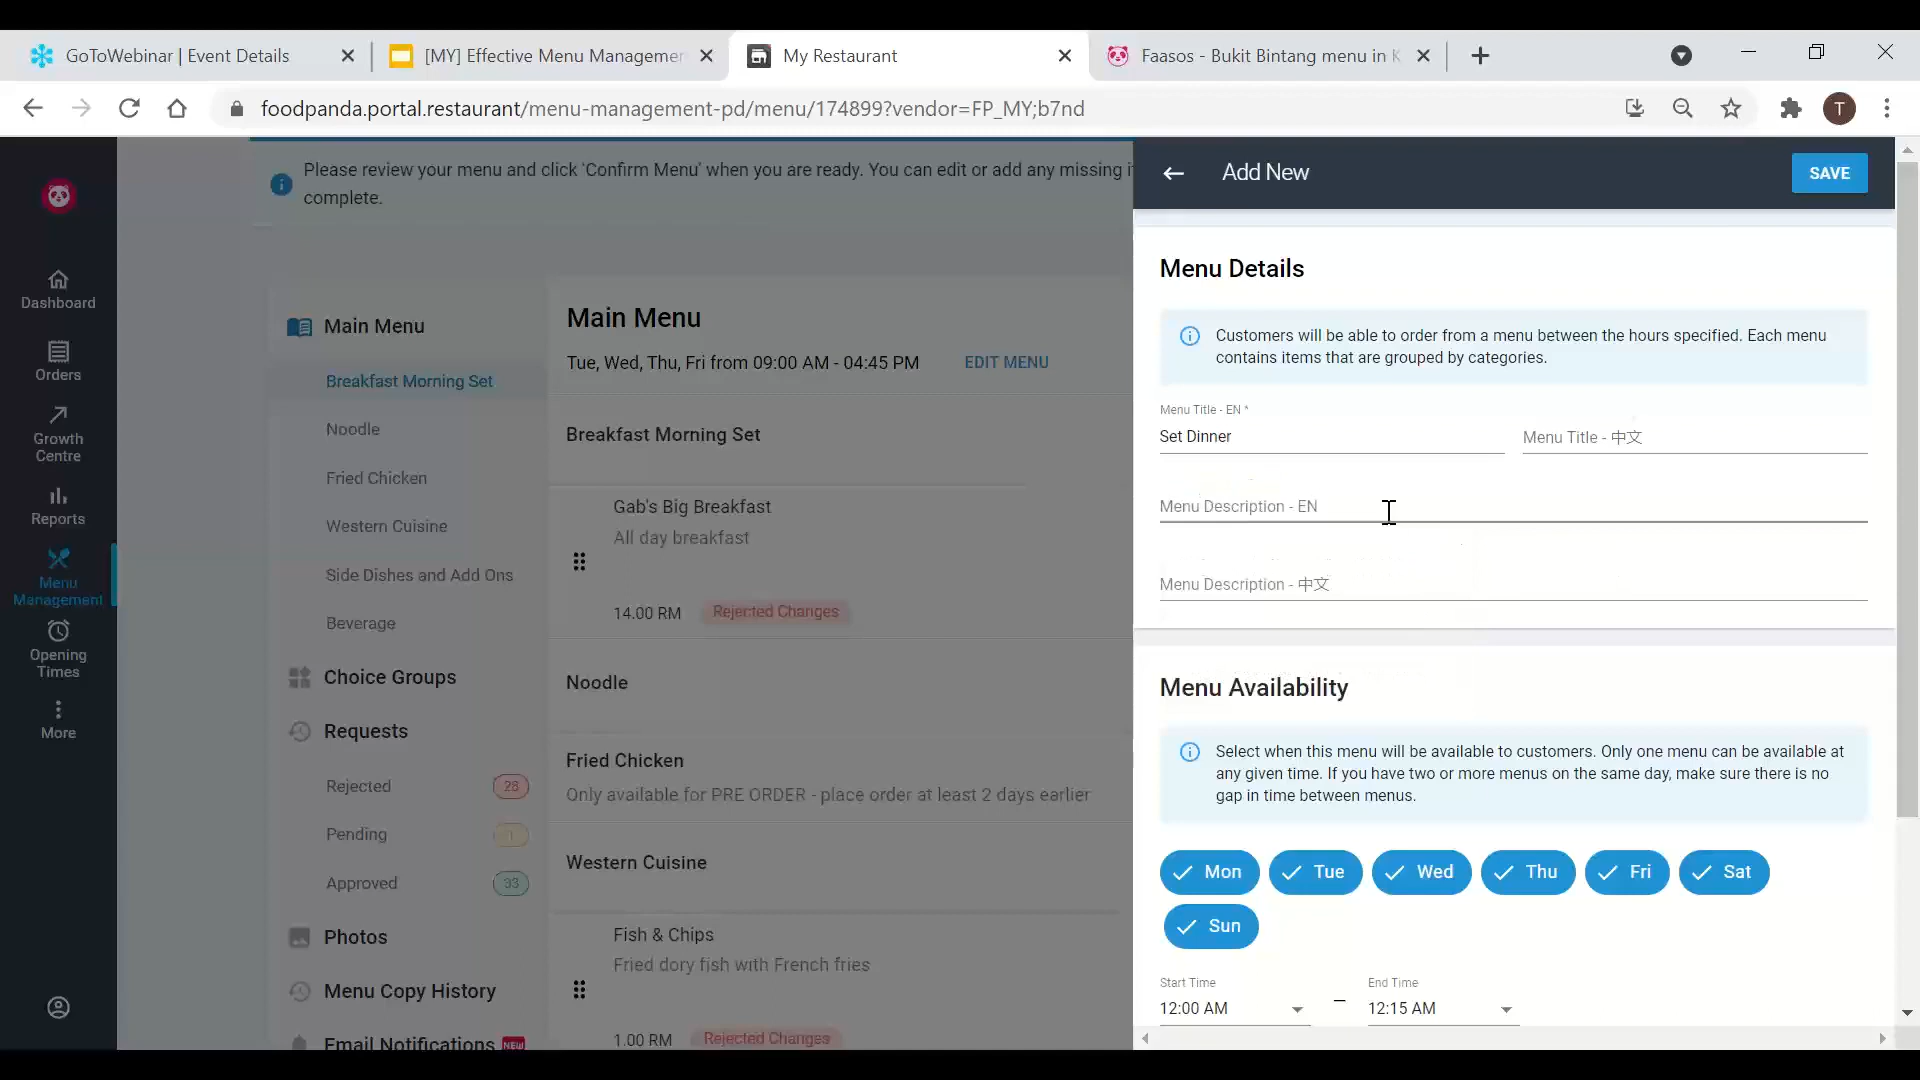 GoToWebinar | Event Details
[MY] Effective Menu Managemer
My Restaurant
Faasos - Bukit Bintang menu in K
foodpanda.portal.restaurant/menu-management-pd/menu/174899?vendor=FP_MY;b7nd
T
Dashboard
Orders
Growth
Centre
Reports
Menu
Management
Opening
Times
More
Please review your menu and click 'Confirm Menu' when you are ready. You can edit or add any missing
complete.
Main Menu
Breakfast Morning Set
Noodle
Fried Chicken
Western Cuisine
Side Dishes and Add Ons
Beverage
Choice Groups
Requests
Rejected 28
Pending 1
Approved 33
Photos
Menu Copy History
Email Notifications NEW
Main Menu
Tue, Wed, Thu, Fri from 09:00 AM - 04:45 PM EDIT MENU
Breakfast Morning Set
Gab's Big Breakfast
All day breakfast
14.00 RM Rejected Changes
Noodle
Fried Chicken
Only available for PRE ORDER - place order at least 2 days earlier
Western Cuisine
Fish & Chips
Fried dory fish with French fries
1.00 RM Rejected Changes
Add New
SAVE
Menu Details
Customers will be able to order from a menu between the hours specified. Each menu
contains items that are grouped by categories.
Menu Title - EN *
Set Dinner
Menu Title - 中文
Menu Description - EN
Menu Description - 中文
Menu Availability
Select when this menu will be available to customers. Only one menu can be available at
any given time. If you have two or more menus on the same day, make sure there is no
gap in time between menus.
Mon Tue Wed Thu Fri Sat
Sun
Start Time End Time
12:00 AM – 12:15 AM